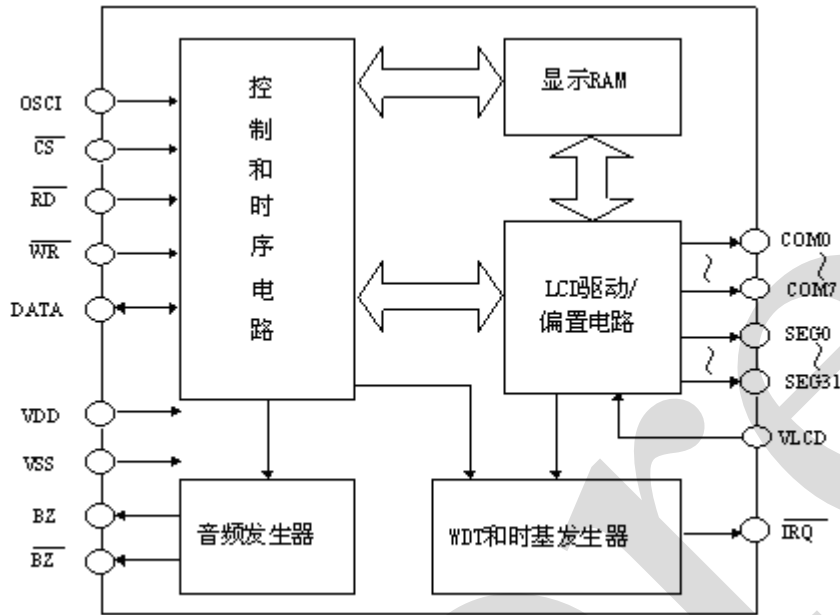 OSCI
CS
RD
WR
DATA
VDD
VSS
BZ
BZ
控制和时序电路
显示RAM
LCD驱动/
偏置电路
音频发生器
WDT和时基发生器
COM0
COM7
SEG0
SEG31
VLCD
IRQ